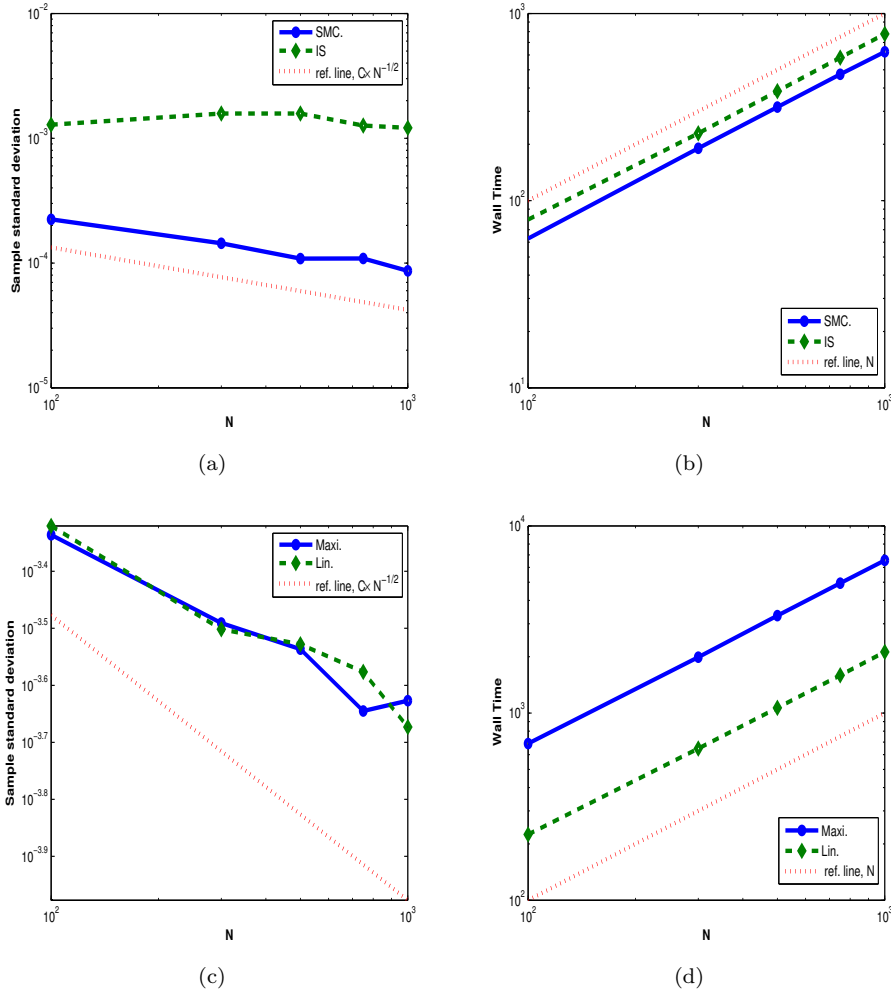 10^−2
10^−3
10^−4
10^−5
Sample standard deviation
SMC.
IS
ref. line, C× N^−1/2
10^2
10^3
N
(a)
10^3
10^2
10^1
Wall Time
SMC.
IS
ref. line, N
10^2
10^3
N
(b)
10^−3.4
10^−3.5
10^−3.6
10^−3.7
10^−3.8
10^−3.9
Sample standard deviation
Maxi.
Lin.
ref. line, C× N^−1/2
10^2
10^3
N
(c)
10^4
10^3
10^2
Wall Time
Maxi.
Lin.
ref. line, N
10^2
10^3
N
(d)